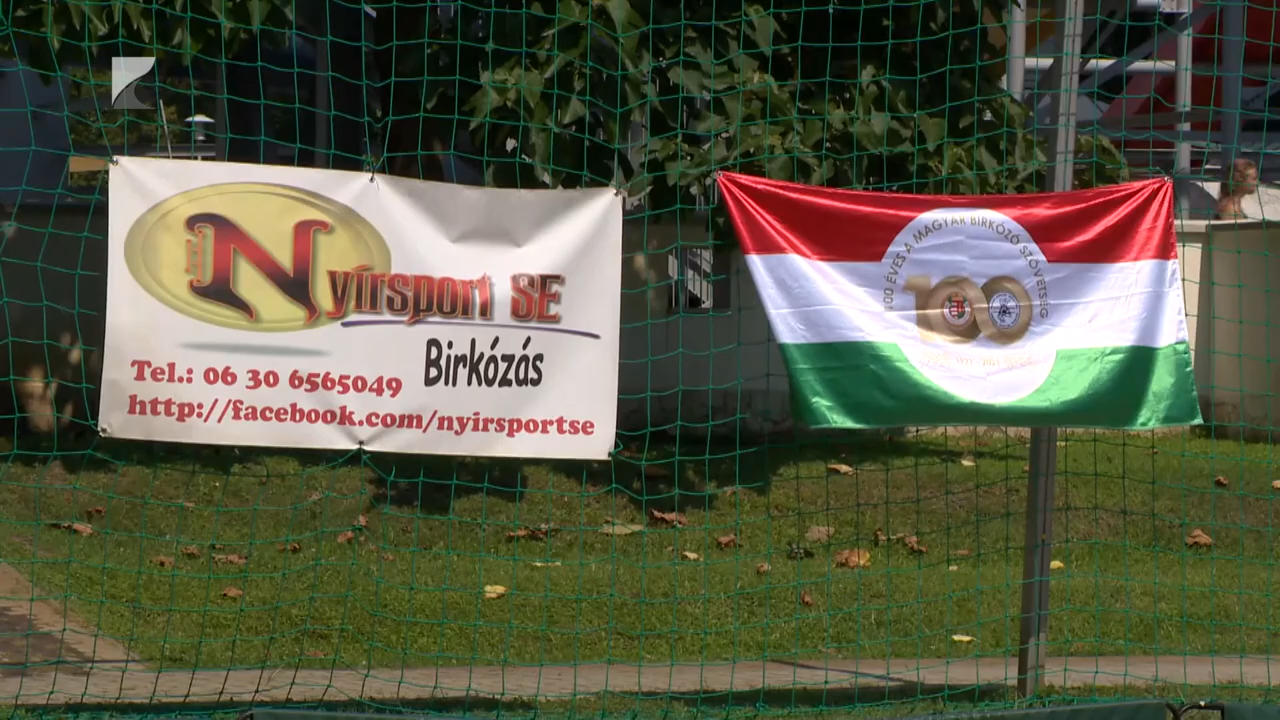 Nyírsport SE
Birkózás
Tel.: 06 30 6565049
http://facebook.com/nyirsportse
100 ÉVES A MAGYAR BIRKÓZÓ SZÖVETSÉG
100